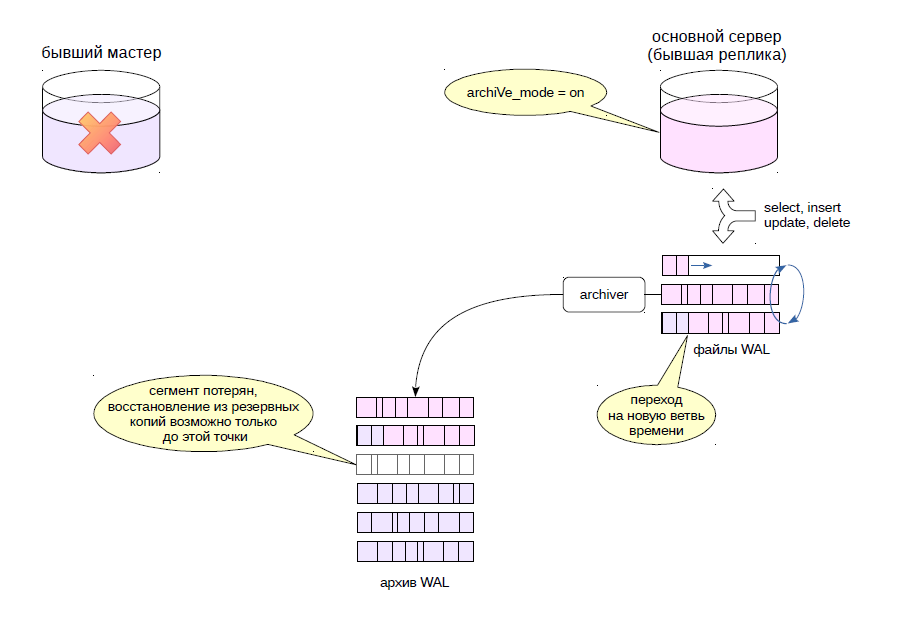 бывший мастер
основной сервер
(бывшая реплика)
archiVe_mode = on
select, insert
update, delete
archiver
файлы WAL
сегмент потерян,
восстановление из резервных
копий возможно только
до этой точки
переход
на новую ветвь
времени
архив WAL